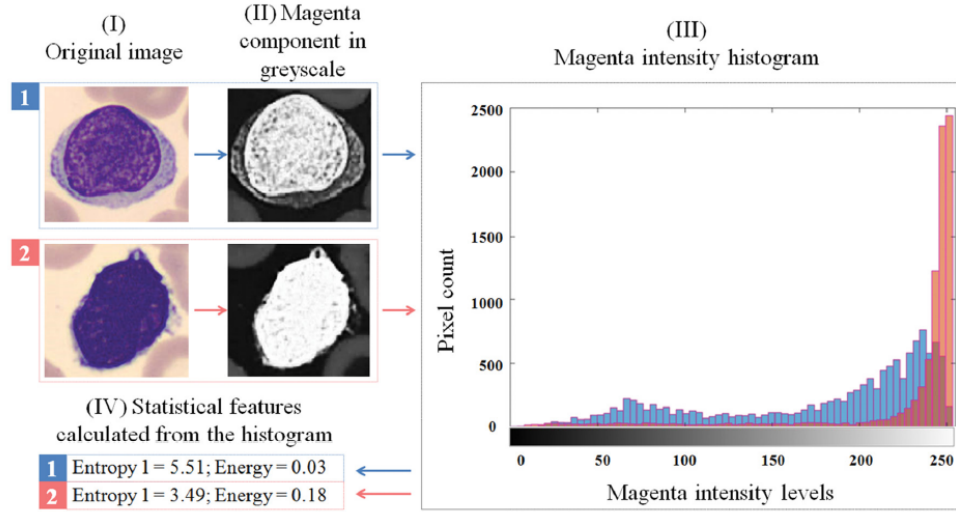 (I)
Original image
(II) Magenta
component in
greyscale
(III)
Magenta intensity histogram
1
2
2500
2000
1500
1000
500
0
Pixel count
0 50 100 150 200 250
Magenta intensity levels
(IV) Statistical features
calculated from the histogram
1 Entropy 1 = 5.51; Energy = 0.03
2 Entropy 1 = 3.49; Energy = 0.18